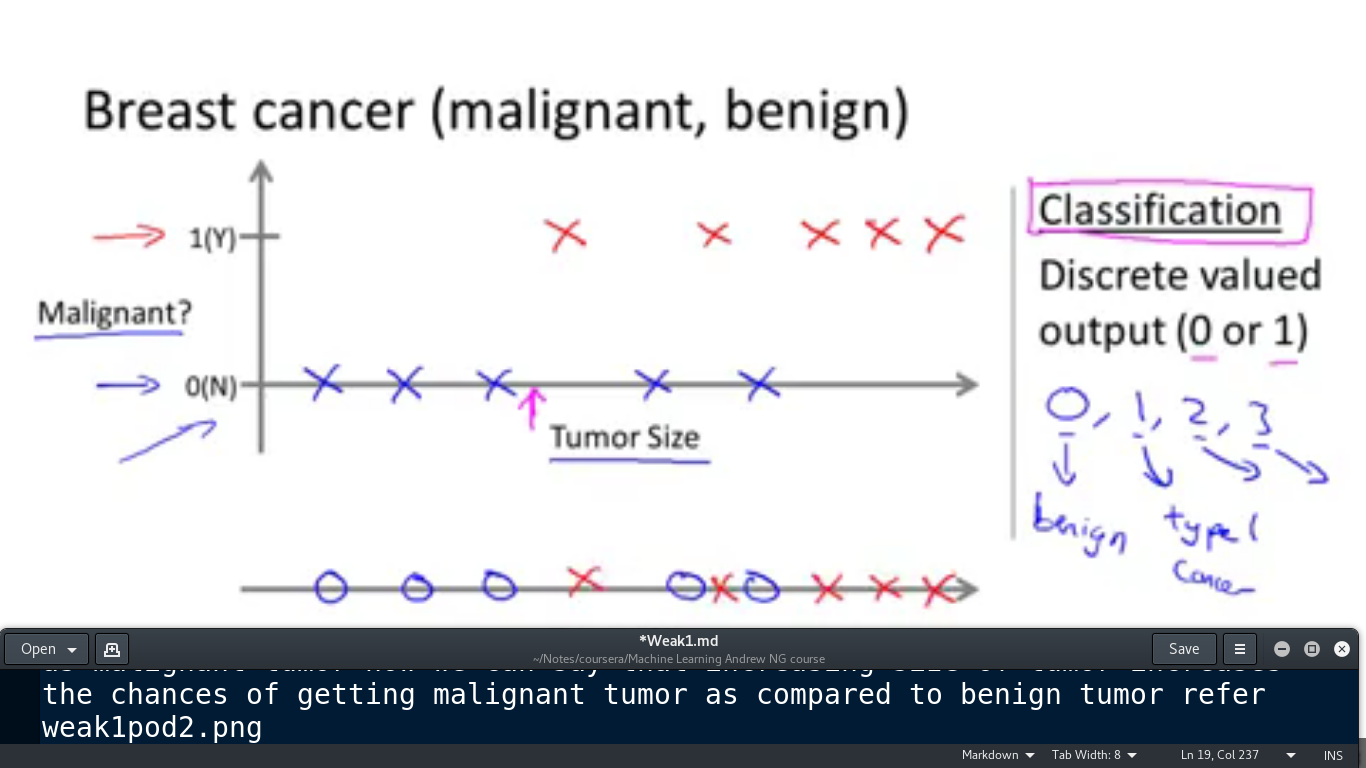 Breast cancer (malignant, benign)
1(Y)
Malignant?
0(N)
Tumor Size
Classification
Discrete valued
output (0 or 1)
0, 1, 2, 3
benign
type 1
cancer
Open
*Weak1.md
~/Notes/coursera/Machine Learning Andrew NG course
Save
the chances of getting malignant tumor as compared to benign tumor refer
weak1pod2.png
Markdown
Tab Width: 8
Ln 19, Col 237
INS